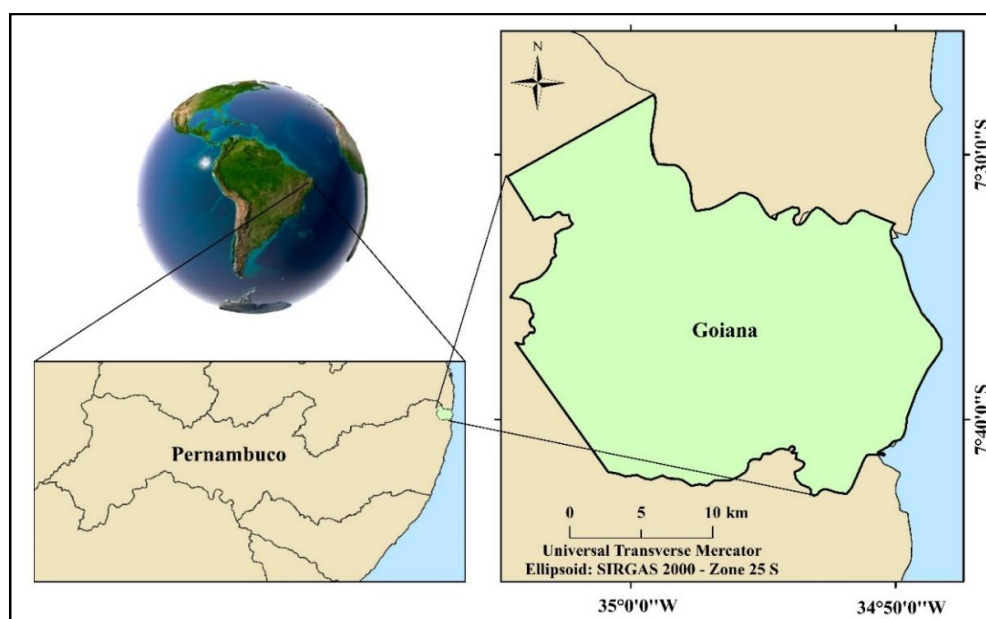 N
7°30'0"S
Goiana
Pernambuco
7°40'0"S
0 5 10 km
Universal Transverse Mercator
Ellipsoid: SIRGAS 2000 - Zone 25 S
35°0'0"W 34°50'0"W